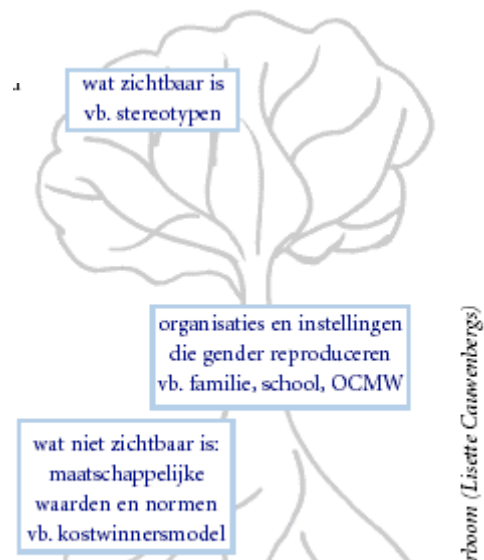 wat zichtbaar is
vb. stereotypen
organisaties en instellingen
die gender reproduceren
vb. familie, school, OCMW
wat niet zichtbaar is:
maatschappelijke
waarden en normen
vb. kostwinnersmodel
(Lisette Cauwenbergs)